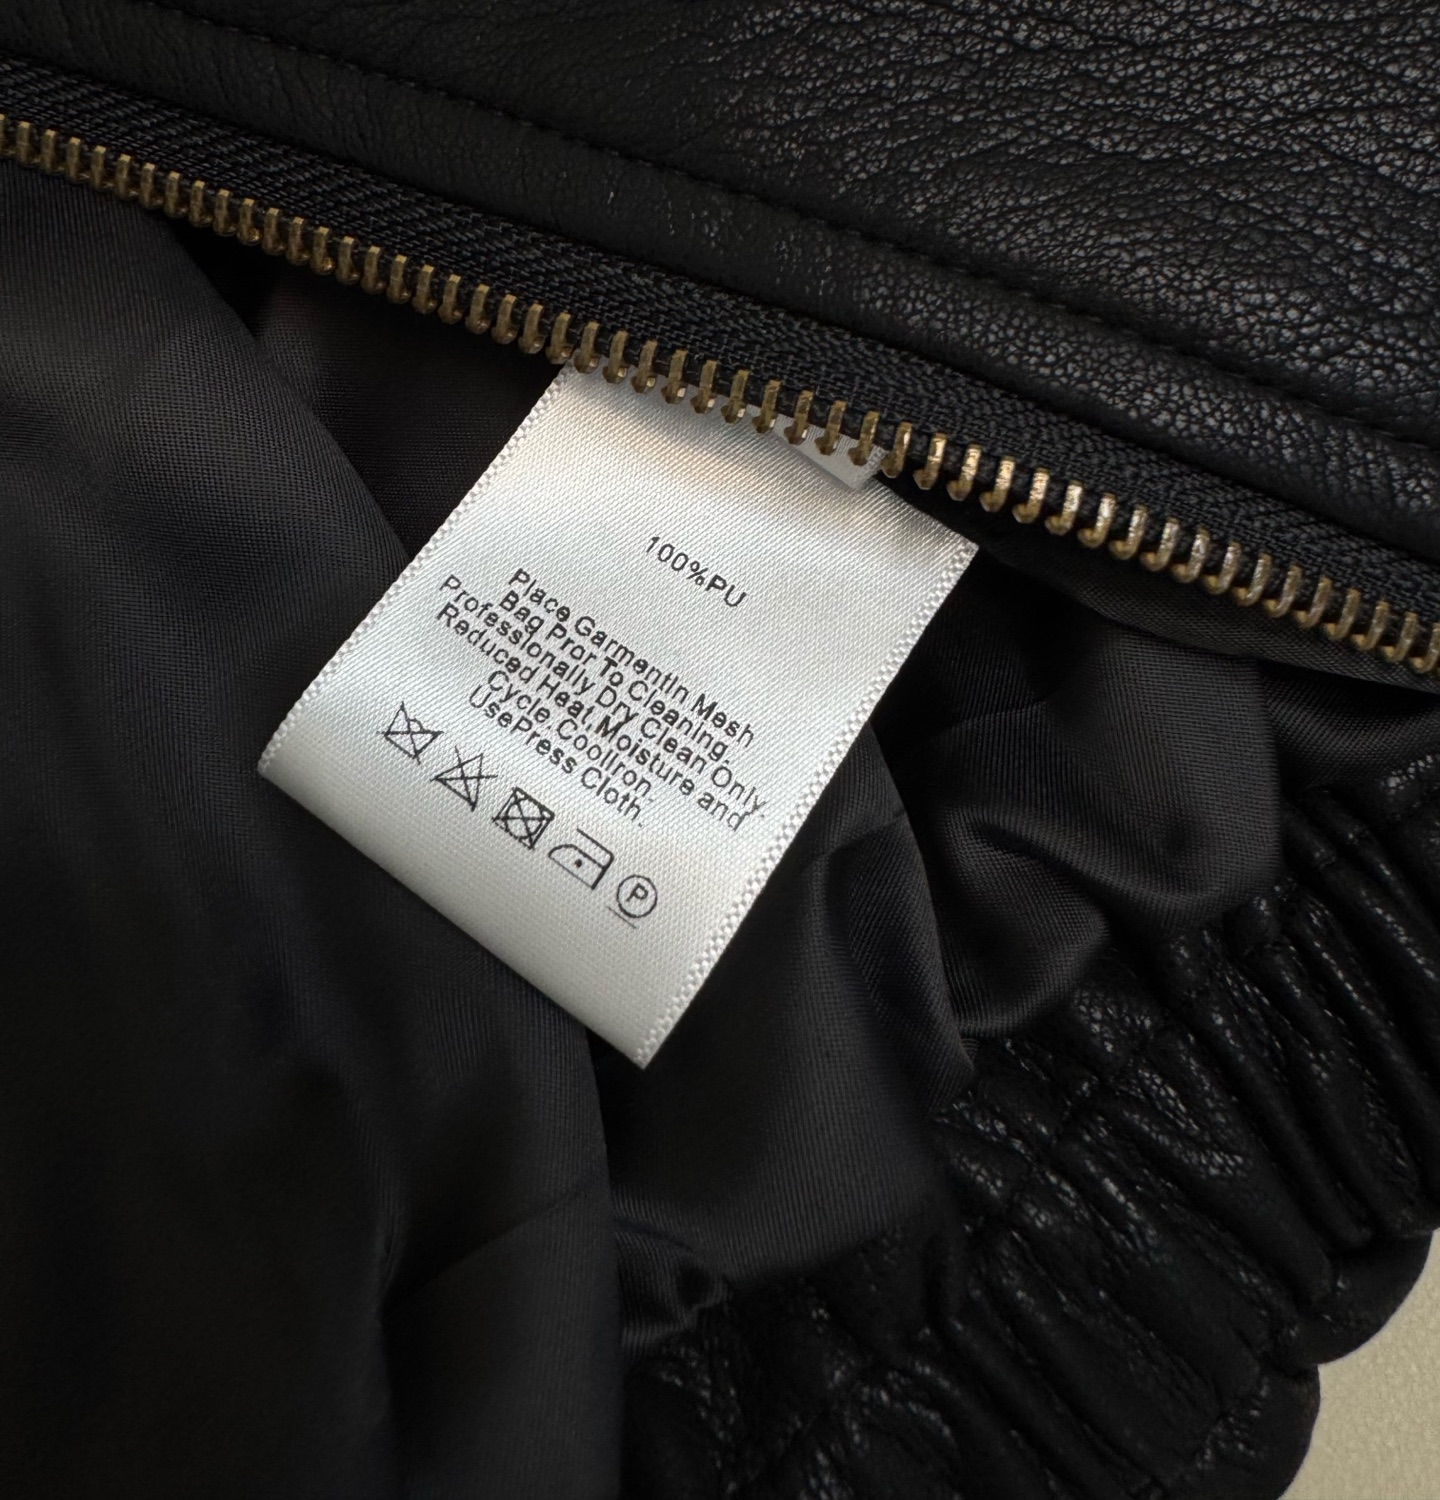 100%PU
Place GarmentIn Mesh
Bag Pror To Cleaning.
Professionally Dry Clean Only.
Reduced Heat, Moisture and
Cycle CoolIron.
UsePress Cloth.
P